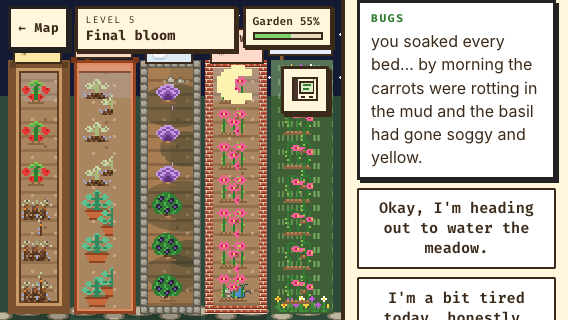 ← Map
LEVEL 5
Final bloom
Garden 55%
BUGS
you soaked every
bed... by morning the
carrots were rotting in
the mud and the basil
had gone soggy and
yellow.
Okay, I'm heading
out to water the
meadow.
I'm a bit tired
today, honestly